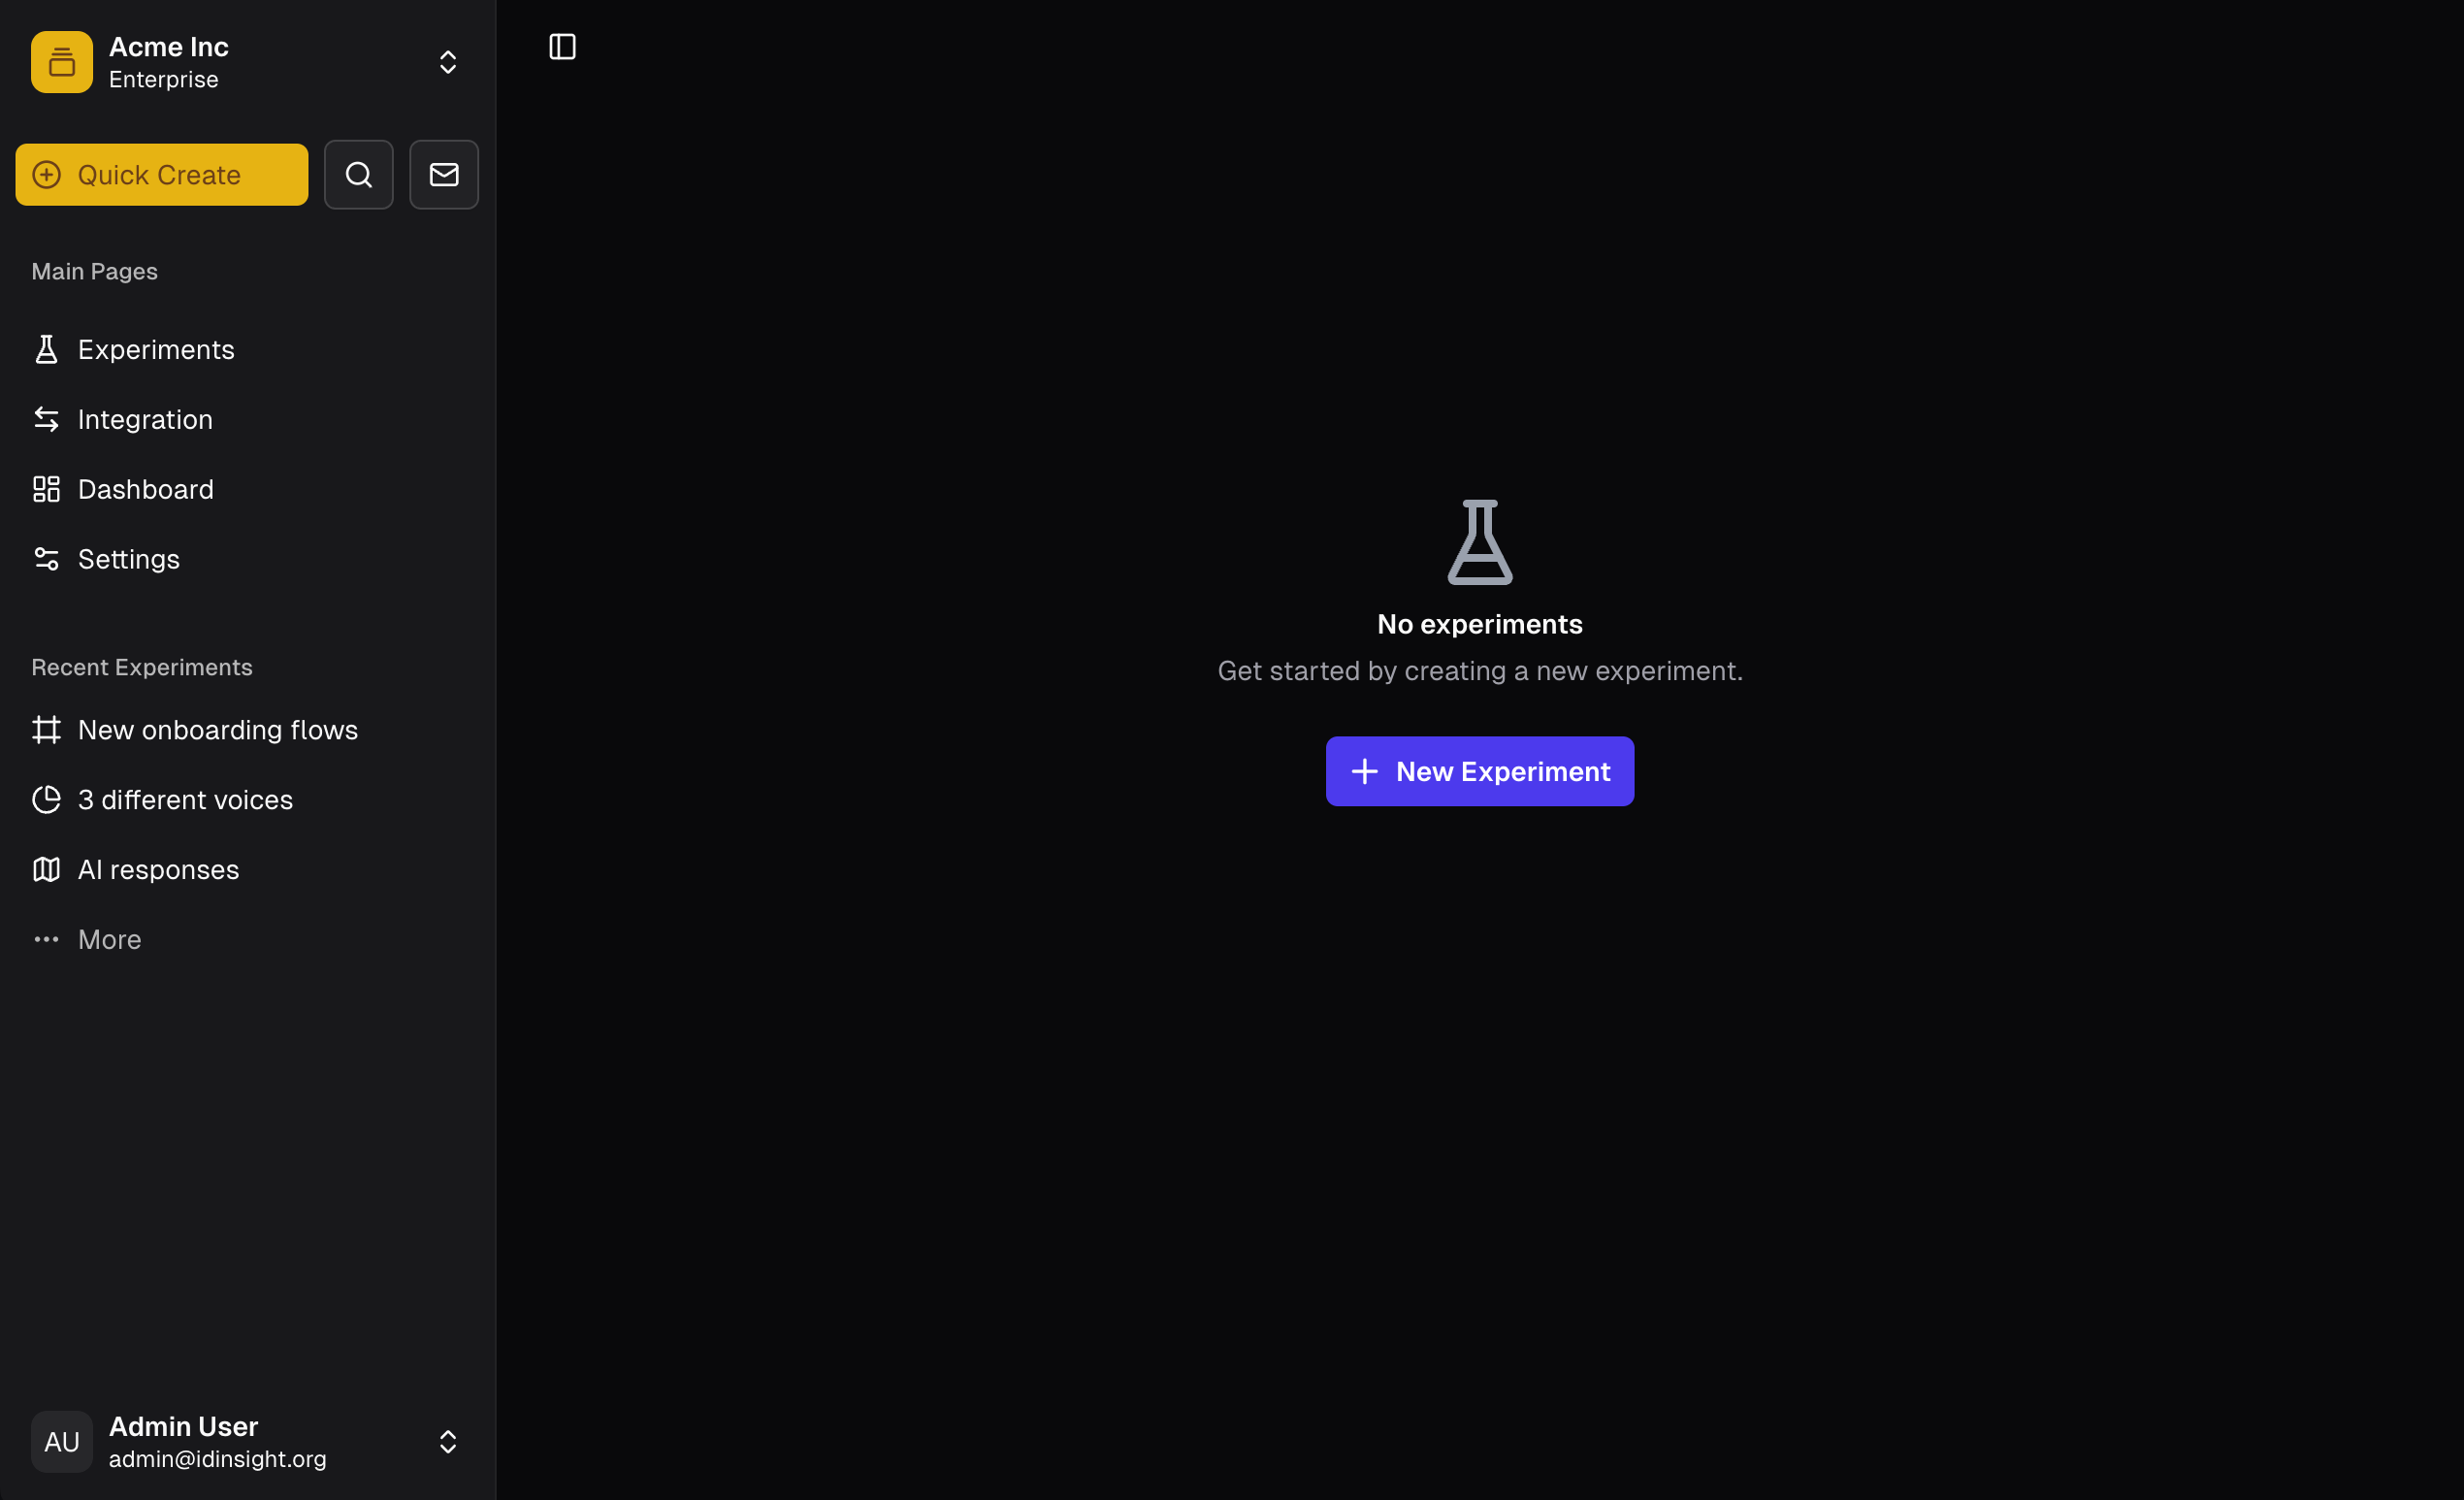 Acme Inc
Enterprise
Quick Create
Main Pages
Experiments
Integration
Dashboard
Settings
Recent Experiments
New onboarding flows
3 different voices
AI responses
More
AU
Admin User
admin@idinsight.org
No experiments
Get started by creating a new experiment.
New Experiment